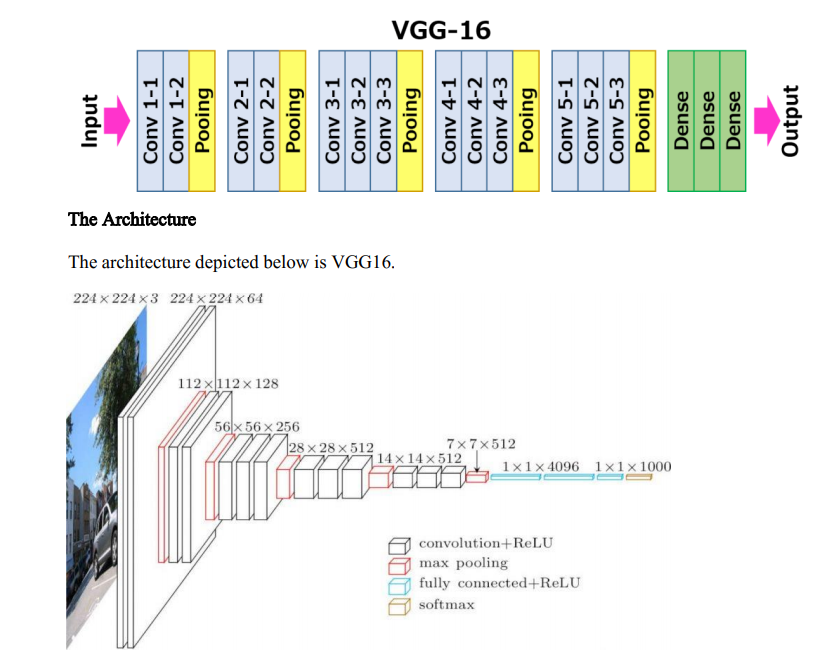 VGG-16
Input
Conv 1-1
Conv 1-2
Pooing
Conv 2-1
Conv 2-2
Pooing
Conv 3-1
Conv 3-2
Conv 3-3
Pooing
Conv 4-1
Conv 4-2
Conv 4-3
Pooing
Conv 5-1
Conv 5-2
Conv 5-3
Pooing
Dense
Dense
Dense
Output
The Architecture
The architecture depicted below is VGG16.
224 × 224 × 3 224 × 224 × 64
112 × 112 × 128
56 × 56 × 256
28 × 28 × 512
14 × 14 × 512
7 × 7 × 512
1 × 1 × 4096 1 × 1 × 1000
convolution+ReLU
max pooling
fully connected+ReLU
softmax